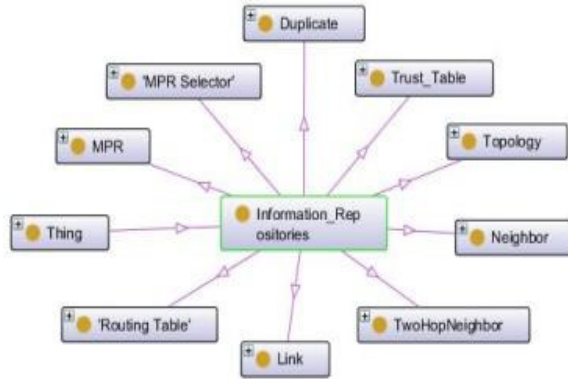 Duplicate
'MPR Selector'
Trust_Table
MPR
Topology
Information_Rep
ositories
Thing
Neighbor
'Routing Table'
TwoHopNeighbor
Link